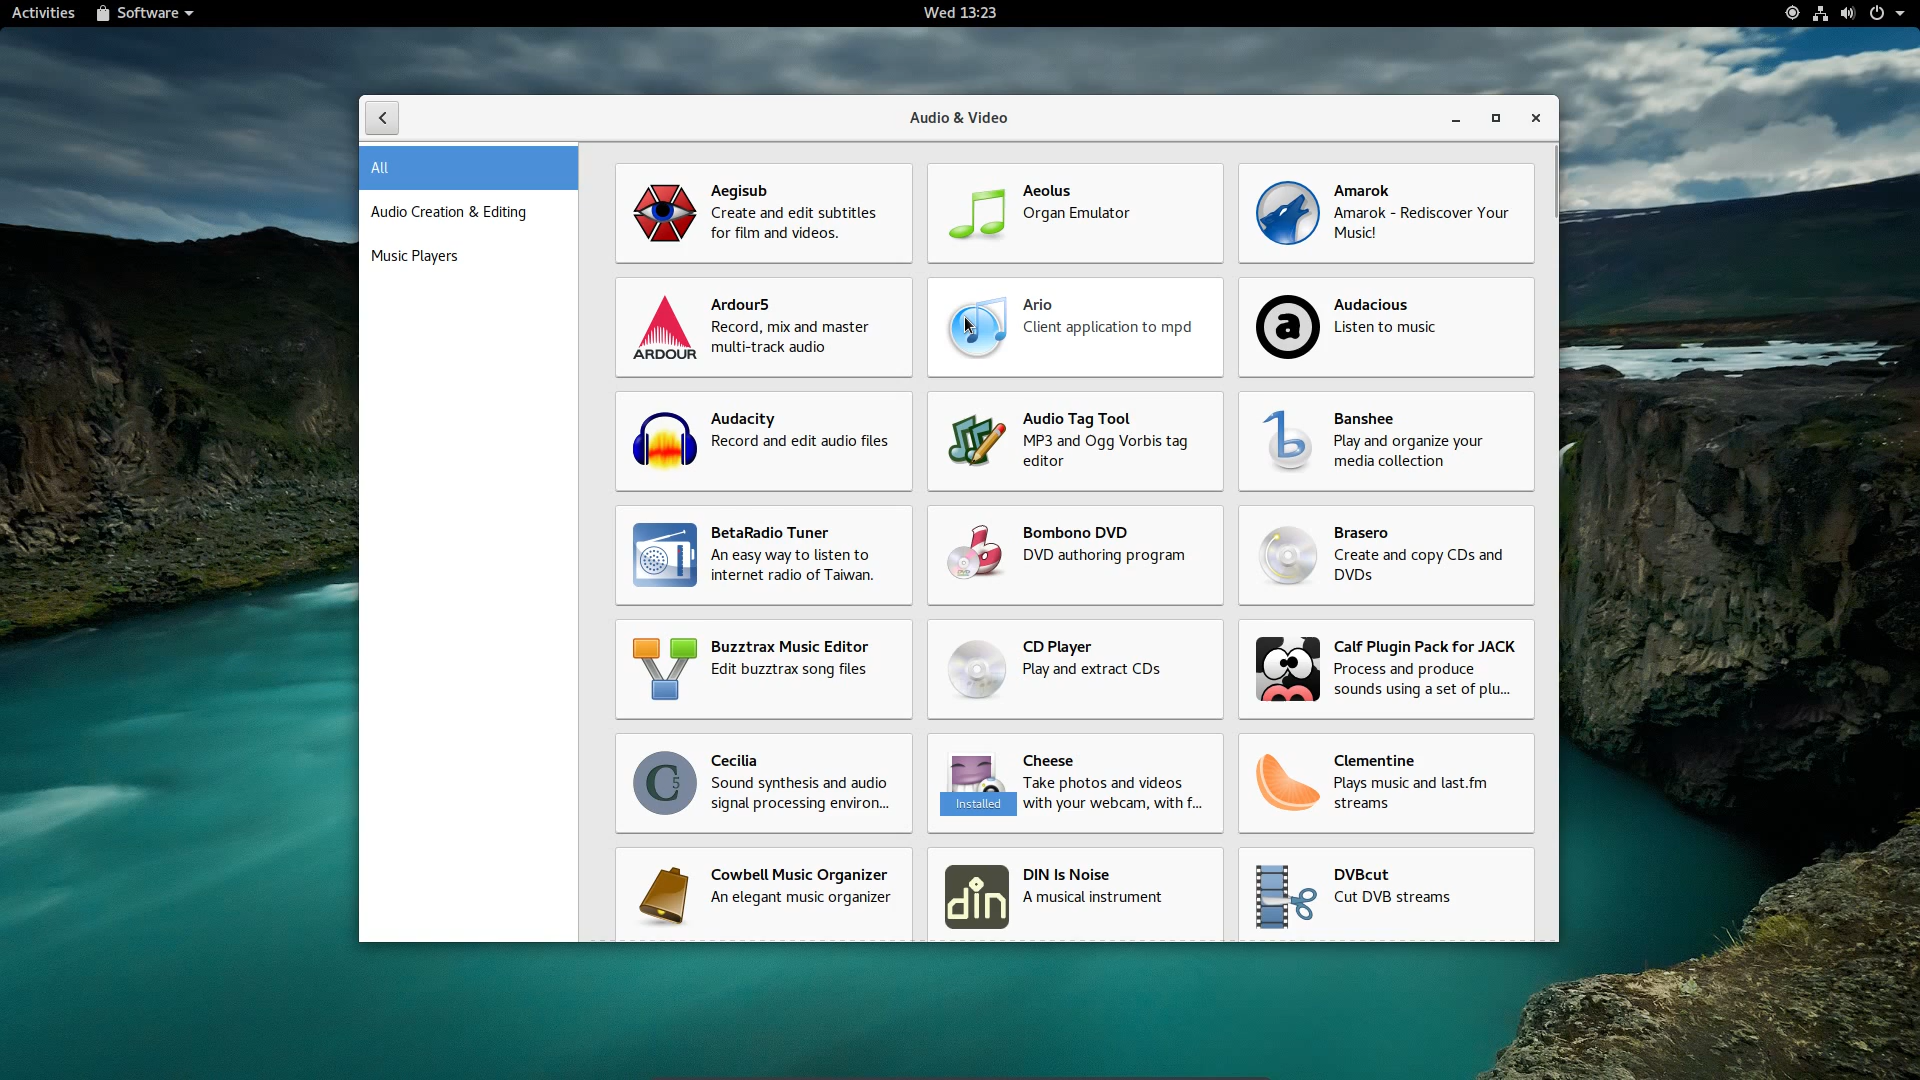 Activities
Software
Wed 13:23
Audio & Video
All
Audio Creation & Editing
Music Players
Aegisub
Create and edit subtitles
for film and videos.
Aeolus
Organ Emulator
Amarok
Amarok - Rediscover Your
Music!
Ardour5
Record, mix and master
multi-track audio
ARDOUR
Ario
Client application to mpd
Audacious
Listen to music
a
Audacity
Record and edit audio files
Audio Tag Tool
MP3 and Ogg Vorbis tag
editor
Banshee
Play and organize your
media collection
BetaRadio Tuner
An easy way to listen to
internet radio of Taiwan.
Bombono DVD
DVD authoring program
Brasero
Create and copy CDs and
DVDs
Buzztrax Music Editor
Edit buzztrax song files
CD Player
Play and extract CDs
Calf Plugin Pack for JACK
Process and produce
sounds using a set of plu...
Cecilia
Sound synthesis and audio
signal processing environ...
C5
Cheese
Take photos and videos
with your webcam, with f...
Installed
Clementine
Plays music and last.fm
streams
Cowbell Music Organizer
An elegant music organizer
DIN Is Noise
A musical instrument
din
DVBcut
Cut DVB streams